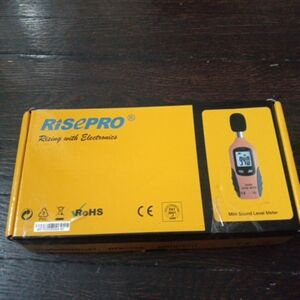 RISePRO®
Rising with Electronics
RoHS
CE
Mini Sound Level Meter